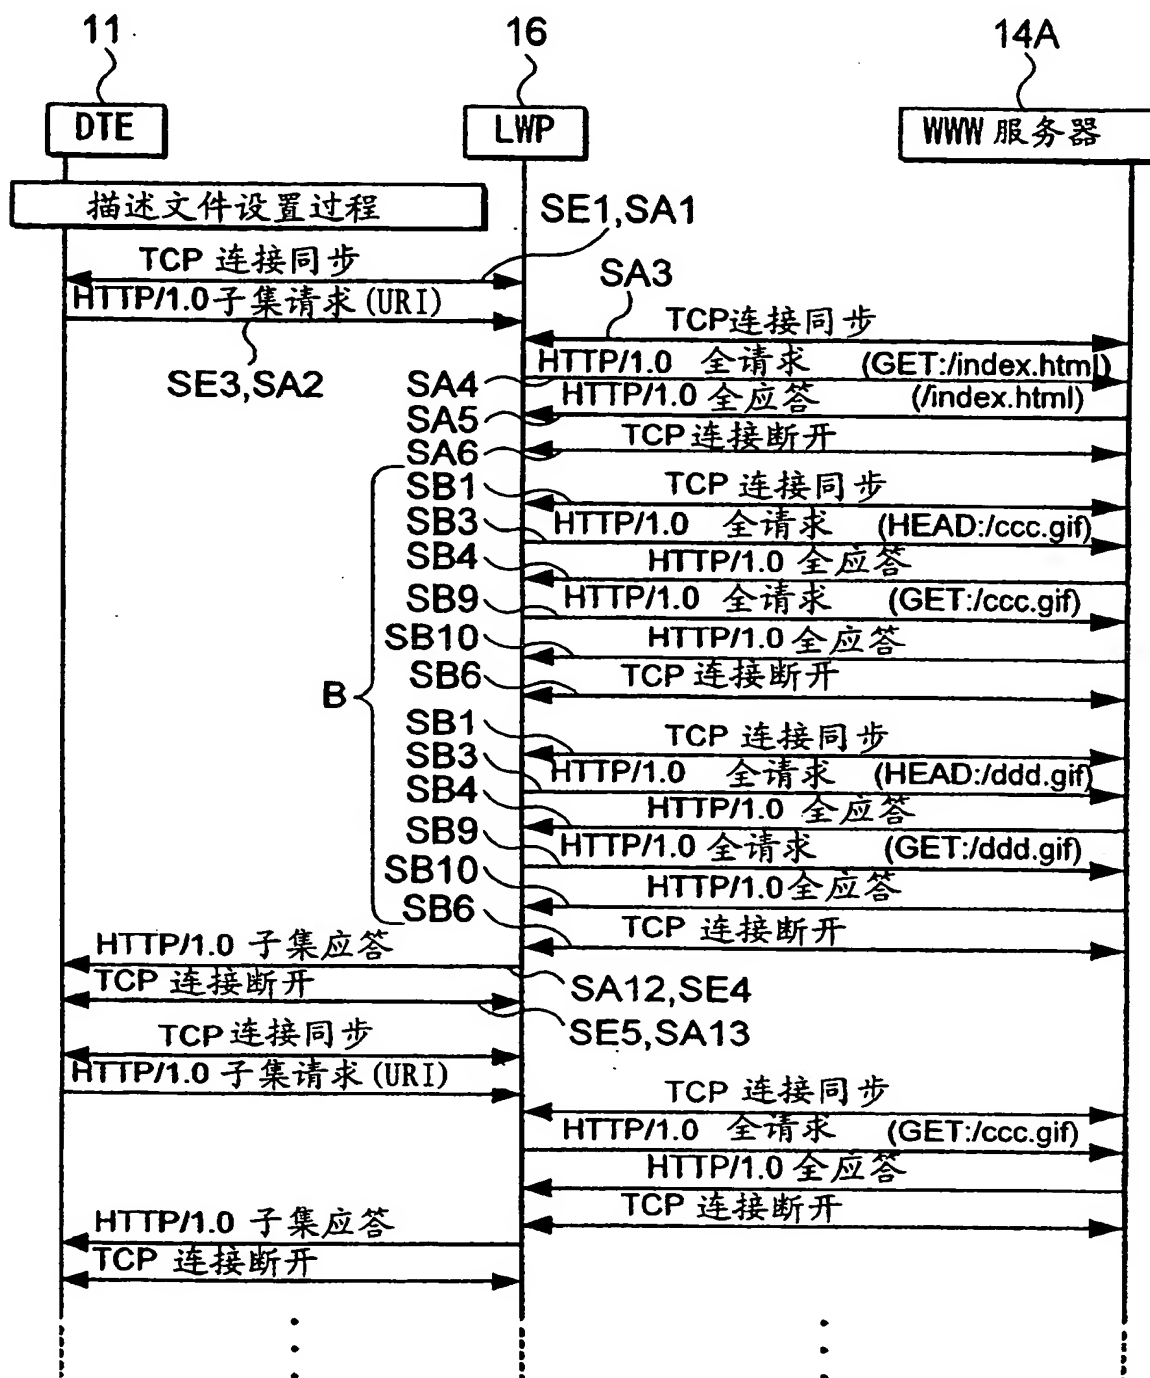 11
16
14A
DTE
LWP
WWW 服务器
描述文件设置过程
SE1,SA1
TCP 连接同步
SA3
HTTP/1.0子集请求(URI)
TCP连接同步
SE3,SA2
HTTP/1.0 全请求 (GET:/index.html)
SA4
HTTP/1.0 全应答 (/index.html)
SA5
TCP 连接断开
SA6
SB1
TCP 连接同步
SB3
HTTP/1.0 全请求 (HEAD:/ccc.gif)
SB4
HTTP/1.0 全应答
SB9
HTTP/1.0 全请求 (GET:/ccc.gif)
SB10
HTTP/1.0 全应答
SB6
TCP 连接断开
B
SB1
TCP 连接同步
SB3
HTTP/1.0 全请求 (HEAD:/ddd.gif)
SB4
HTTP/1.0 全应答
SB9
HTTP/1.0 全请求 (GET:/ddd.gif)
SB10
HTTP/1.0全应答
SB6
TCP 连接断开
HTTP/1.0 子集应答
TCP 连接断开
SA12,SE4
SE5,SA13
TCP 连接同步
HTTP/1.0 子集请求(URI)
TCP 连接同步
HTTP/1.0 全请求 (GET:/ccc.gif)
HTTP/1.0 全应答
TCP 连接断开
HTTP/1.0 子集应答
TCP 连接断开